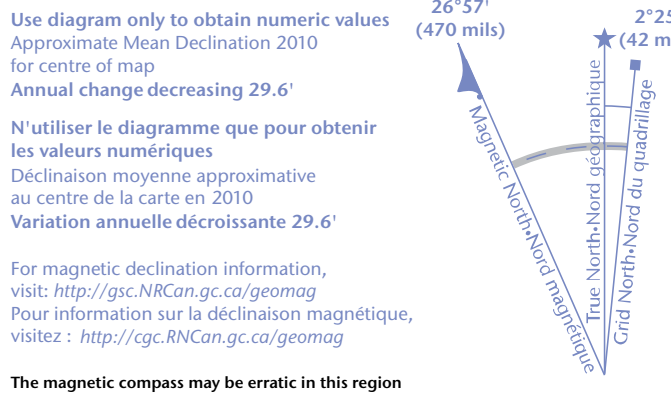 Use diagram only to obtain numeric values
Approximate Mean Declination 2010
for centre of map
Annual change decreasing 29.6'
N'utiliser le diagramme que pour obtenir
les valeurs numériques
Déclinaison moyenne approximative
au centre de la carte en 2010
Variation annuelle décroissante 29.6'
For magnetic declination information,
visit: http://gsc.NRCan.gc.ca/geomag
Pour information sur la déclinaison magnétique,
visitez : http://cgc.RNCan.gc.ca/geomag
The magnetic compass may be erratic in this region
26°57'
(470 mils)
2°25
(42 m
Magnetic North•Nord magnétique
True North•Nord géographique
Grid North•Nord du quadrillage